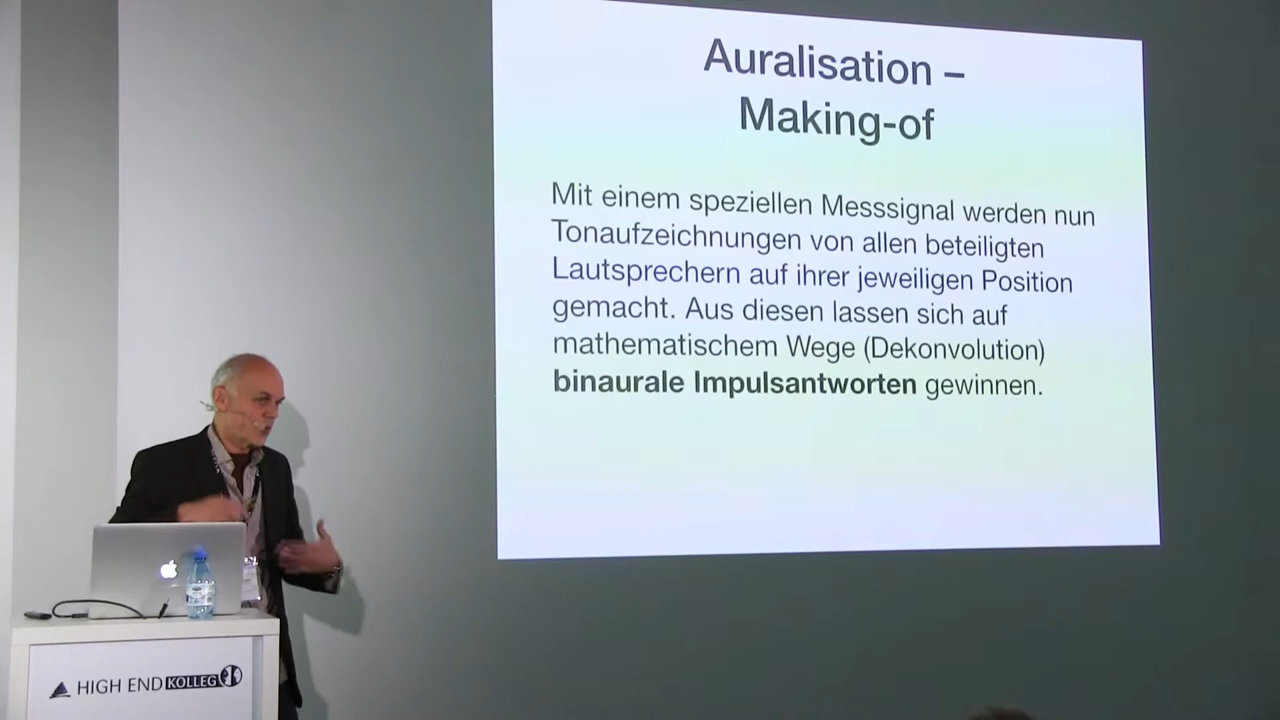 Auralisation –
Making-of
Mit einem speziellen Messsignal werden nun
Tonaufzeichnungen von allen beteiligten
Lautsprechern auf ihrer jeweiligen Position
gemacht. Aus diesen lassen sich auf
mathematischem Wege (Dekonvolution)
binaurale Impulsantworten gewinnen.
HIGH END KOLLEG